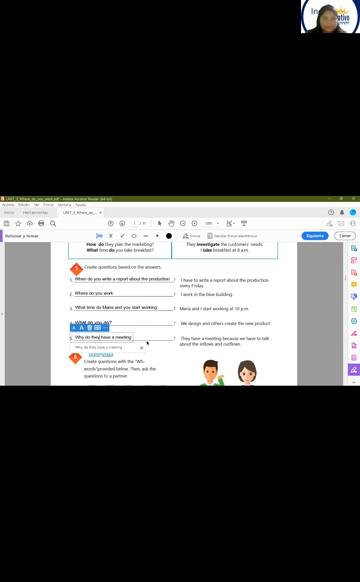 UNIT_3_Where_do_you_work.pdf - Adobe Acrobat Reader (64-bit)
Archivo Edición Ver Firmar Ventana Ayuda
Inicio Herramientas UNIT_3_Where_do_...
Rellenar y firmar
Siguiente Cerrar
How do they plan the marketing?
What time do you take breakfast?
They investigate the customers' needs.
I take breakfast at 8 a.m.
Create questions based on the answers.
1. When do you write a report about the production ?
I have to write a report about the production every Friday.
2. Where do you work ?
I work in the blue building.
3. What time do Maria and you start working ?
Maria and I start working at 10 p.m.
What do you do? ?
We design and others create the new product.
5. Why do they have a meeting ?
They have a meeting because we have to talk about the inflows and outflows.
Why do they have a meeting
Create questions with the "Wh-
words" provided below. Then, ask the
questions to a partner.